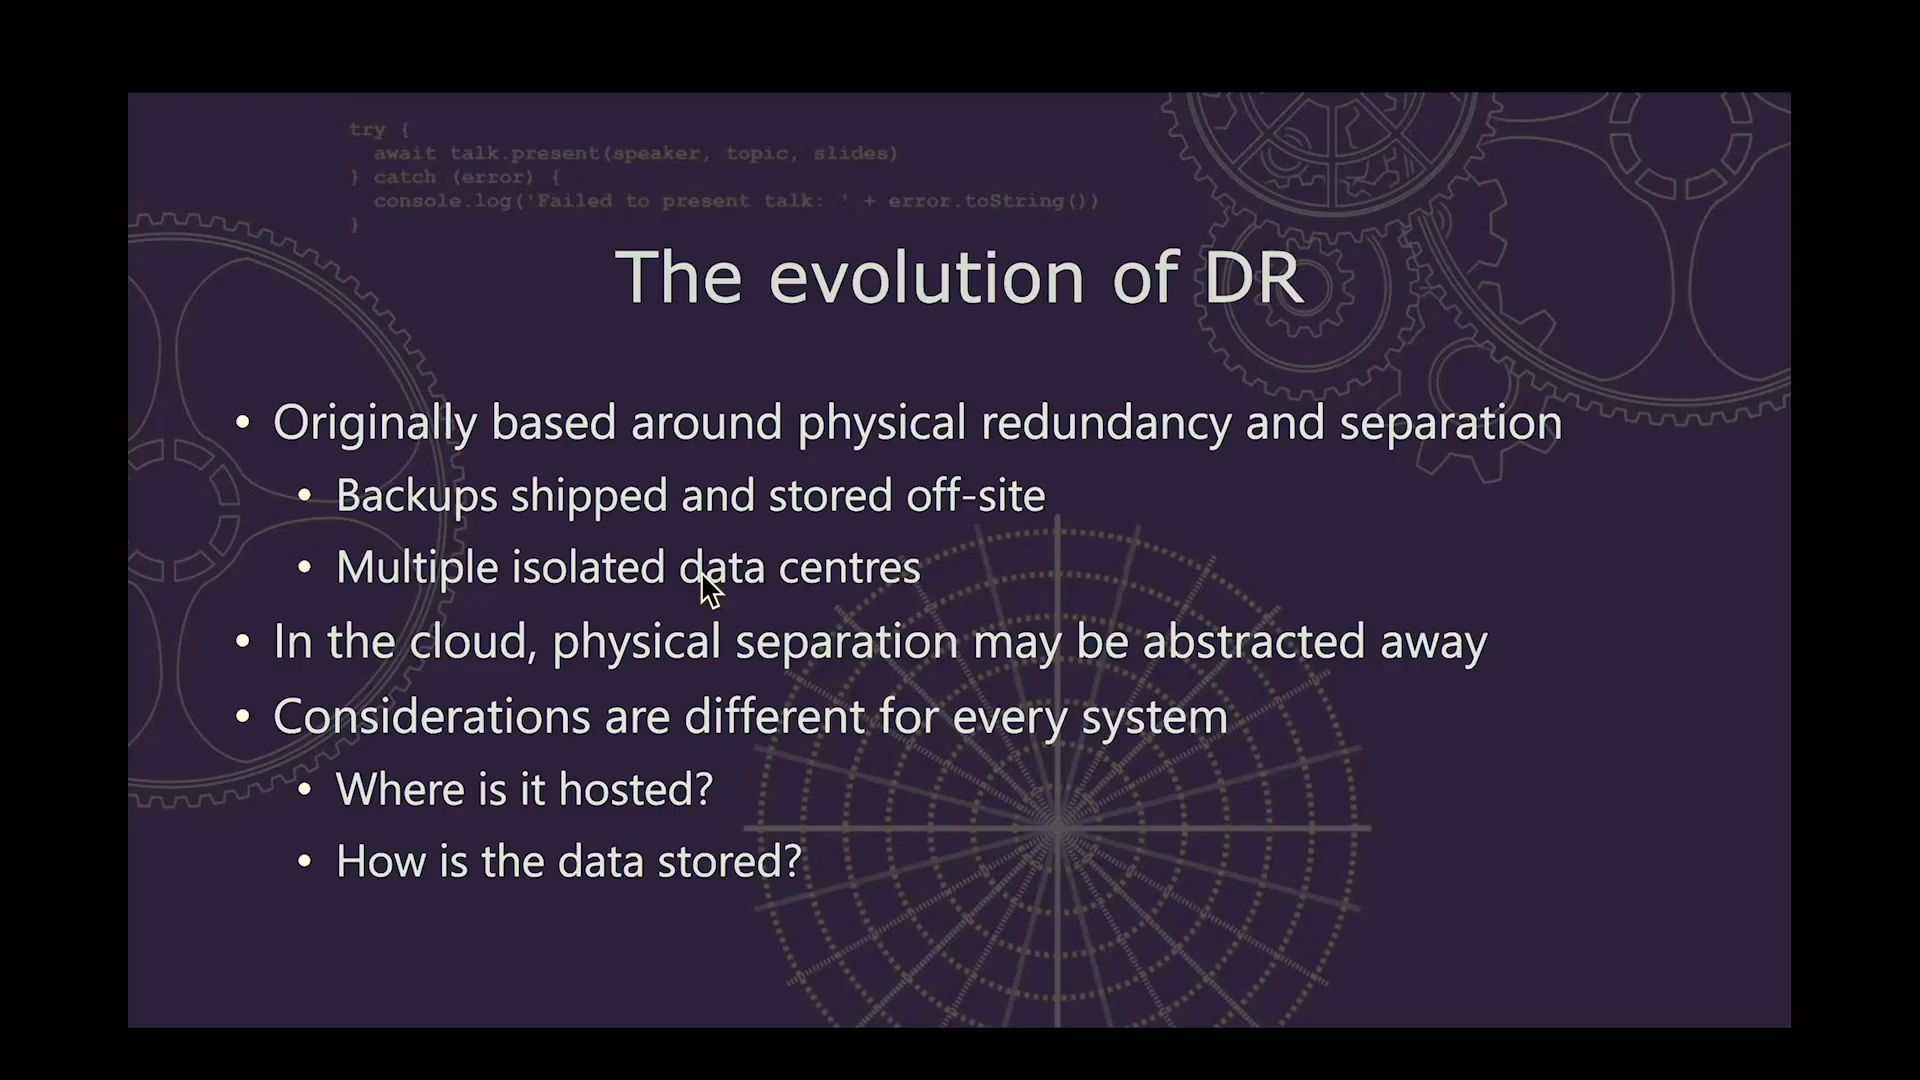 try {
await talk.present(speaker, topic, slides)
} catch (error) {
console.log('Failed to present talk: ' + error.toString())
}
The evolution of DR
• Originally based around physical redundancy and separation
• Backups shipped and stored off-site
• Multiple isolated data centres
• In the cloud, physical separation may be abstracted away
• Considerations are different for every system
• Where is it hosted?
• How is the data stored?